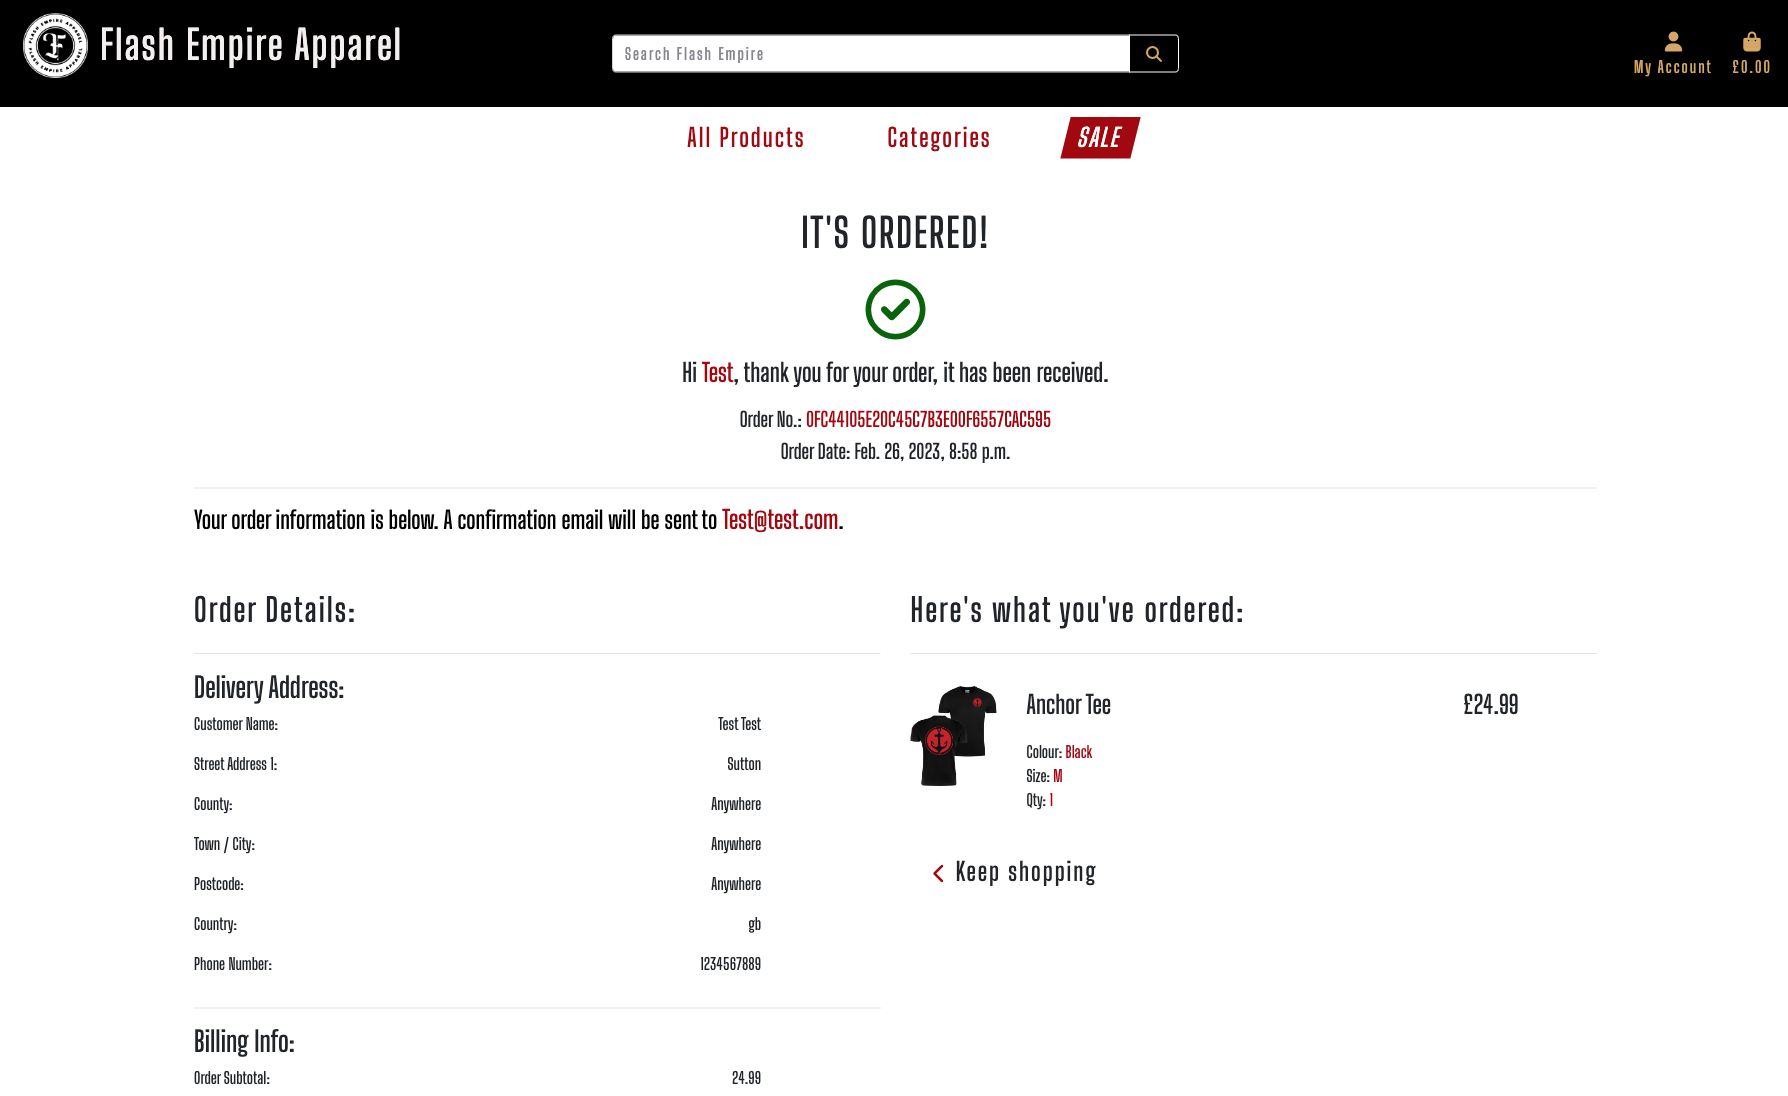 Flash Empire Apparel
Search Flash Empire
My Account
£0.00
All Products
Categories
SALE
IT'S ORDERED!
Hi Test, thank you for your order, it has been received.
Order No.: 0FC44105E20C45C7B3E00F6557CAC595
Order Date: Feb. 26, 2023, 8:58 p.m.
Your order information is below. A confirmation email will be sent to Test@test.com.
Order Details:
Delivery Address:
Customer Name: Test Test
Street Address 1: Sutton
County: Anywhere
Town / City: Anywhere
Postcode: Anywhere
Country: gb
Phone Number: 1234567889
Billing Info:
Order Subtotal: 24.99
Here's what you've ordered:
Anchor Tee £24.99
Colour: Black
Size: M
Qty: 1
Keep shopping